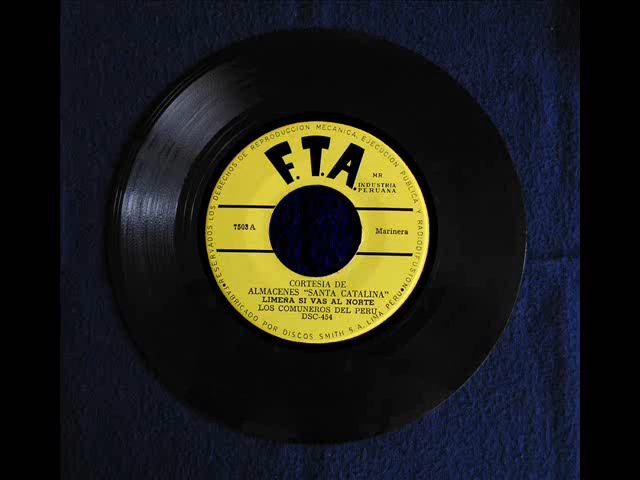 RESERVADOS LOS DERECHOS DE REPRODUCCION MECANICA, EJECUCION PUBLICA Y RADIODIFUSION
F.T.A.
MR
INDUSTRIA
PERUANA
7503 A
Marinera
CORTESIA DE
ALMACENES "SANTA CATALINA"
LIMEÑA SI VAS AL NORTE
LOS COMUNEROS DEL PERU
DSC-454
FABRICADO POR DISCOS SMITH S.A. LIMA PERU